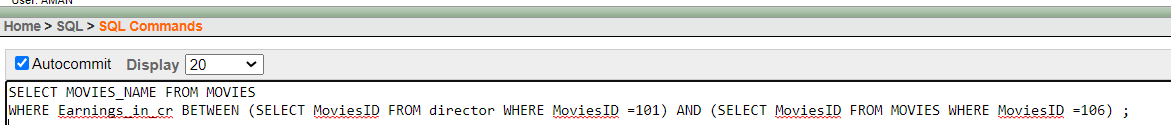 User: AMAN
Home > SQL > SQL Commands
Autocommit Display 20
SELECT MOVIES_NAME FROM MOVIES
WHERE Earnings_in_cr BETWEEN (SELECT MoviesID FROM director WHERE MoviesID =101) AND (SELECT MoviesID FROM MOVIES WHERE MoviesID =106) ;